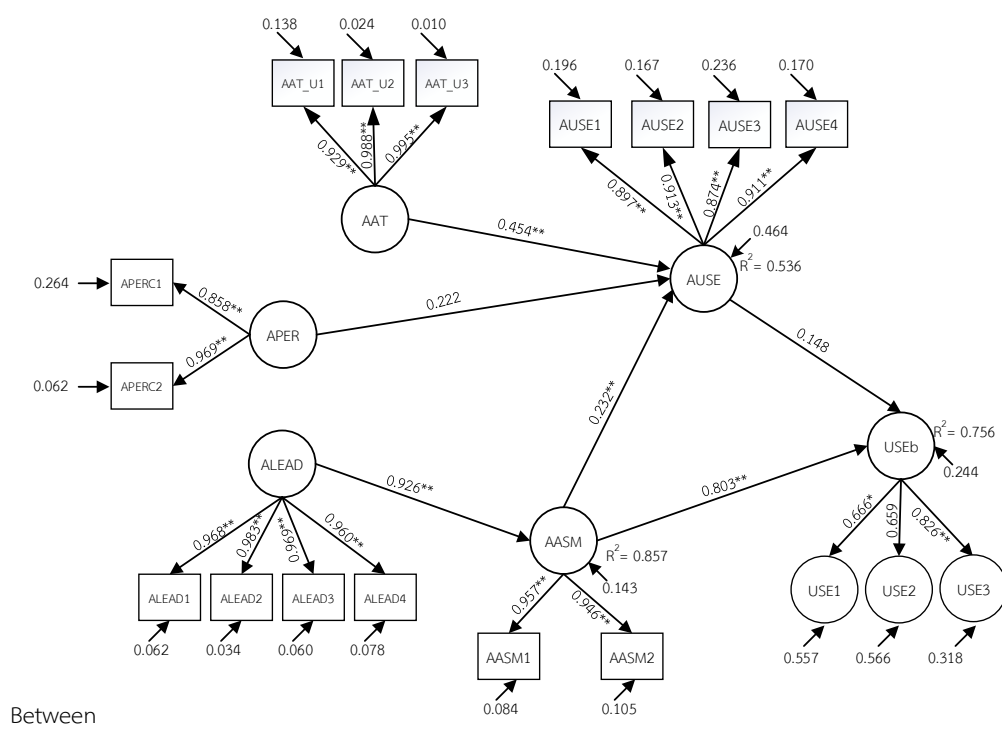 0.138
0.024
0.010
AAT_U1
AAT_U2
AAT_U3
0.929**
0.988**
0.995**
AAT
0.196
0.167
0.236
0.170
AUSE1
AUSE2
AUSE3
AUSE4
0.897**
0.913**
0.874**
0.911**
0.454**
0.464
R² = 0.536
AUSE
0.264
APERC1
0.858**
APER
0.222
0.062
APERC2
0.969**
0.148
0.232**
ALEAD
0.926**
0.803**
USEb
R² = 0.756
0.244
0.968**
0.983**
0.969**
0.960**
AASM
R² = 0.857
0.143
0.666*
0.659
0.826**
ALEAD1
ALEAD2
ALEAD3
ALEAD4
0.062
0.034
0.060
0.078
0.957**
0.946**
USE1
USE2
USE3
AASM1
AASM2
0.557
0.566
0.318
0.084
0.105
Between